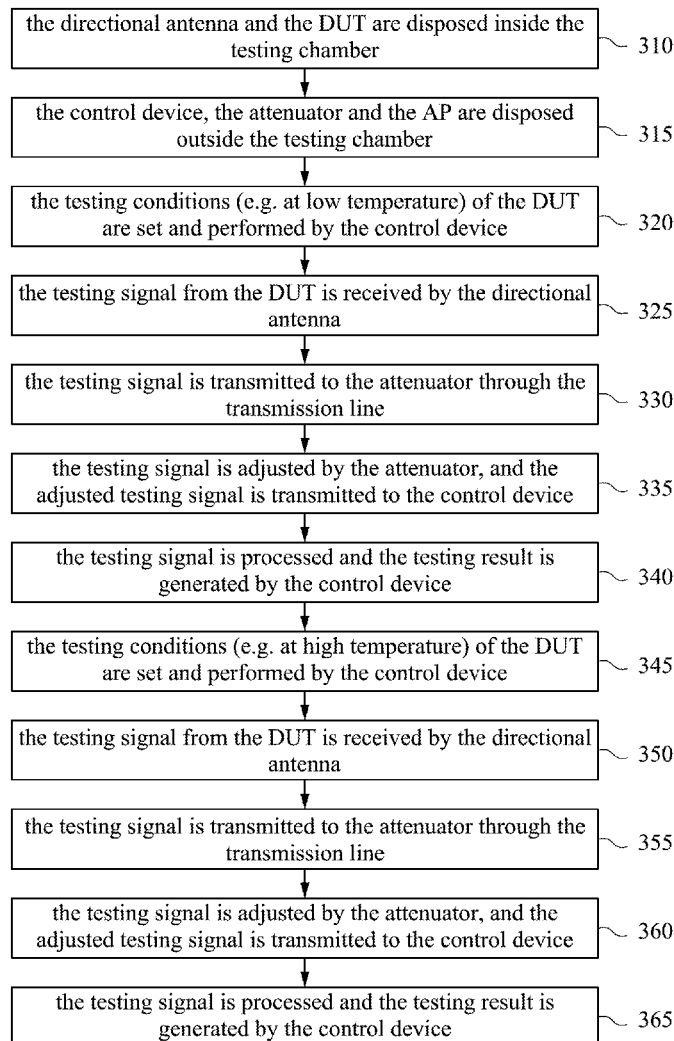 the directional antenna and the DUT are disposed inside the
testing chamber
310
the control device, the attenuator and the AP are disposed
outside the testing chamber
315
the testing conditions (e.g. at low temperature) of the DUT
are set and performed by the control device
320
the testing signal from the DUT is received by the directional
antenna
325
the testing signal is transmitted to the attenuator through the
transmission line
330
the testing signal is adjusted by the attenuator, and the
adjusted testing signal is transmitted to the control device
335
the testing signal is processed and the testing result is
generated by the control device
340
the testing conditions (e.g. at high temperature) of the DUT
are set and performed by the control device
345
the testing signal from the DUT is received by the directional
antenna
350
the testing signal is transmitted to the attenuator through the
transmission line
355
the testing signal is adjusted by the attenuator, and the
adjusted testing signal is transmitted to the control device
360
the testing signal is processed and the testing result is
generated by the control device
365